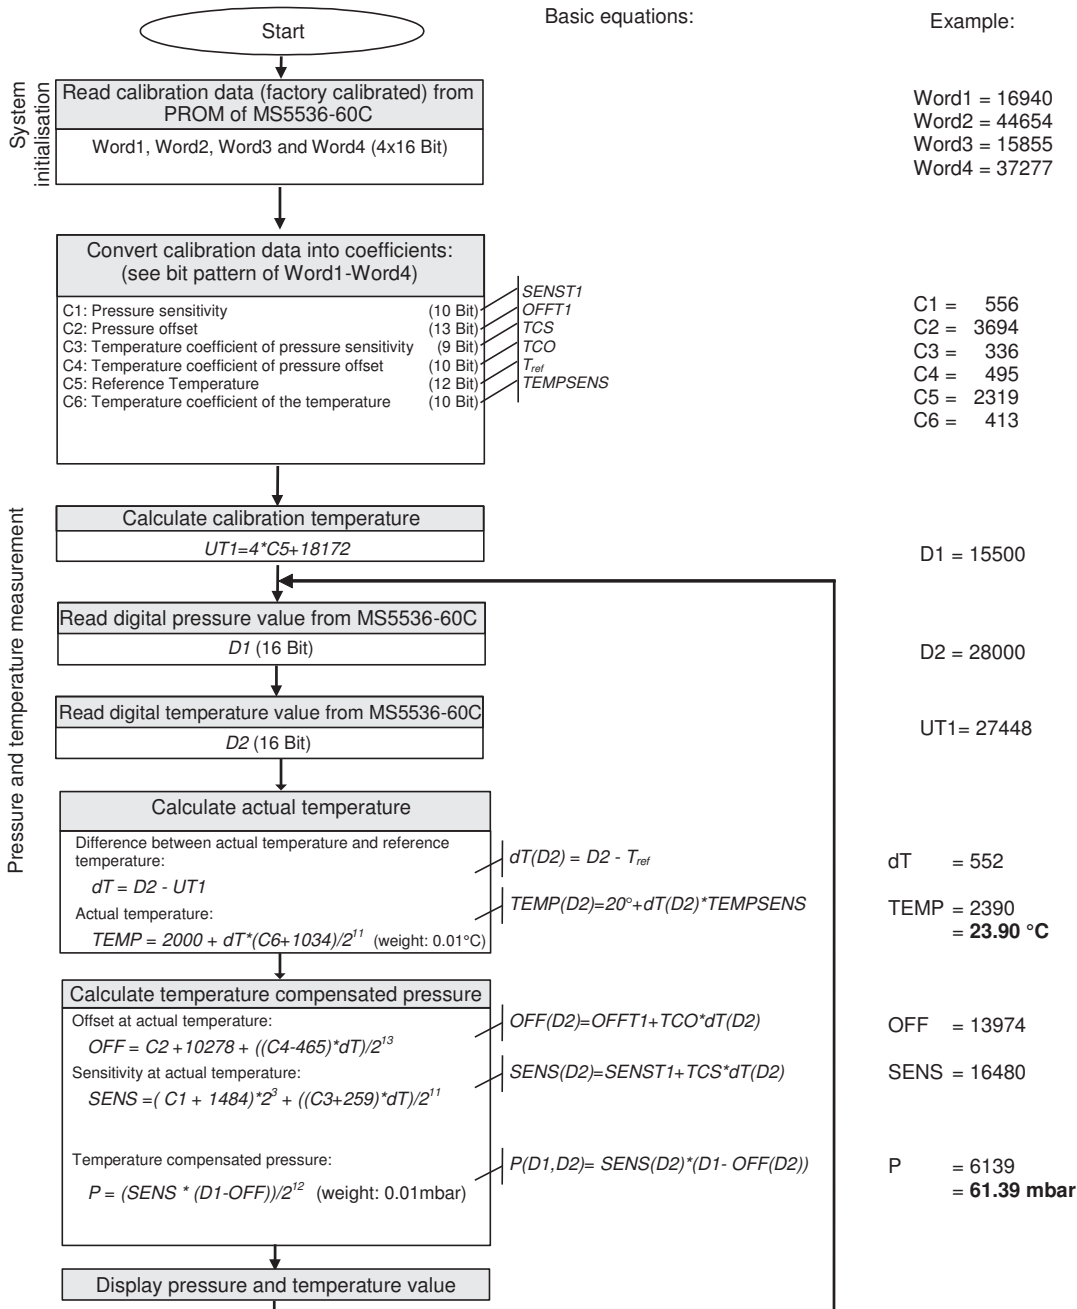 Basic equations:
Example:
Start
System
initialisation
Read calibration data (factory calibrated) from
PROM of MS5536-60C
Word1, Word2, Word3 and Word4 (4x16 Bit)
Word1 = 16940
Word2 = 44654
Word3 = 15855
Word4 = 37277
Convert calibration data into coefficients:
(see bit pattern of Word1-Word4)
C1: Pressure sensitivity (10 Bit)
C2: Pressure offset (13 Bit)
C3: Temperature coefficient of pressure sensitivity (9 Bit)
C4: Temperature coefficient of pressure offset (10 Bit)
C5: Reference Temperature (12 Bit)
C6: Temperature coefficient of the temperature (10 Bit)
SENST1
OFFT1
TCS
TCO
Tref
TEMPSENS
C1 = 556
C2 = 3694
C3 = 336
C4 = 495
C5 = 2319
C6 = 413
Pressure and temperature measurement
Calculate calibration temperature
UT1=4*C5+18172
D1 = 15500
Read digital pressure value from MS5536-60C
D1 (16 Bit)
D2 = 28000
Read digital temperature value from MS5536-60C
D2 (16 Bit)
UT1= 27448
Calculate actual temperature
Difference between actual temperature and reference
temperature:
dT = D2 - UT1
dT(D2) = D2 - Tref
dT = 552
Actual temperature:
TEMP = 2000 + dT*(C6+1034)/2^11 (weight: 0.01°C)
TEMP(D2)=20°+dT(D2)*TEMPSENS
TEMP = 2390
= 23.90 °C
Calculate temperature compensated pressure
Offset at actual temperature:
OFF = C2 +10278 + ((C4-465)*dT)/2^13
OFF(D2)=OFFT1+TCO*dT(D2)
OFF = 13974
Sensitivity at actual temperature:
SENS =( C1 + 1484)*2^3 + ((C3+259)*dT)/2^11
SENS(D2)=SENST1+TCS*dT(D2)
SENS = 16480
Temperature compensated pressure:
P = (SENS * (D1-OFF))/2^12 (weight: 0.01mbar)
P(D1,D2)= SENS(D2)*(D1- OFF(D2))
P = 6139
= 61.39 mbar
Display pressure and temperature value